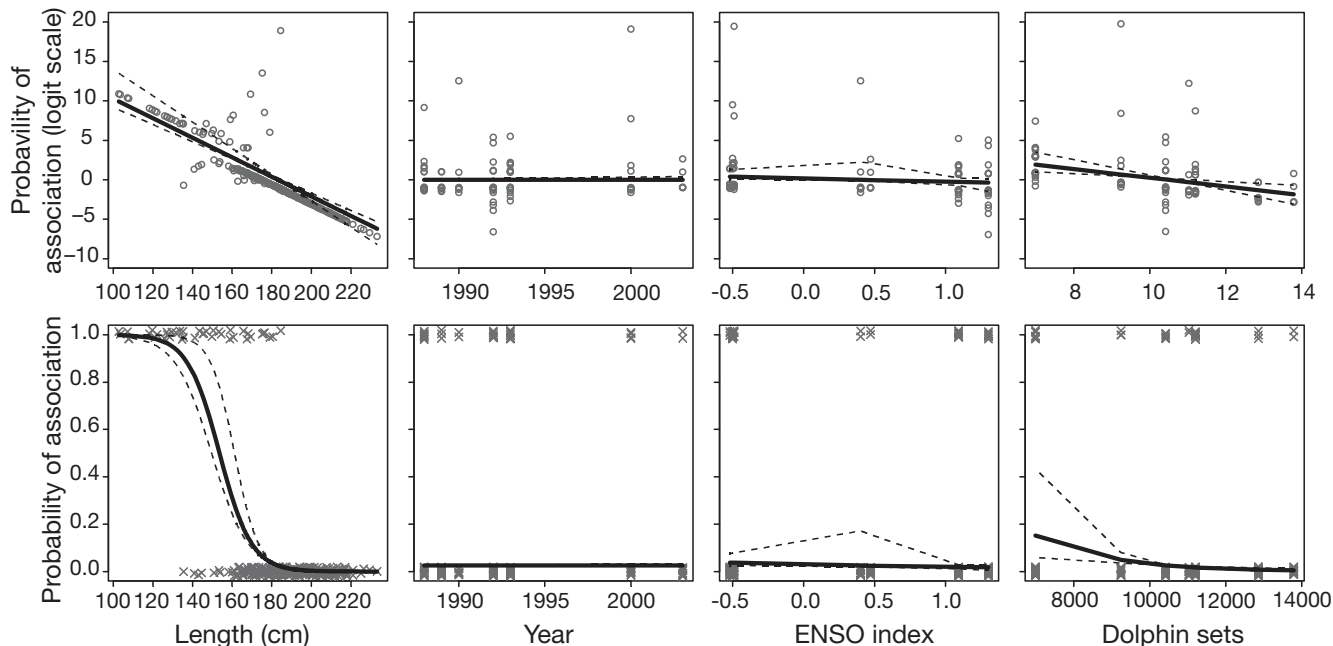 Probavility of
association (logit scale)
20
15
10
5
0
−5
−10
100 120 140 160 180 200 220
1990 1995 2000
-0.5 0.0 0.5 1.0
8 10 12 14
Probability of association
1.0
0.8
0.6
0.4
0.2
0.0
100 120 140 160 180 200 220
1990 1995 2000
-0.5 0.0 0.5 1.0
8000 10000 12000 14000
Length (cm)
Year
ENSO index
Dolphin sets